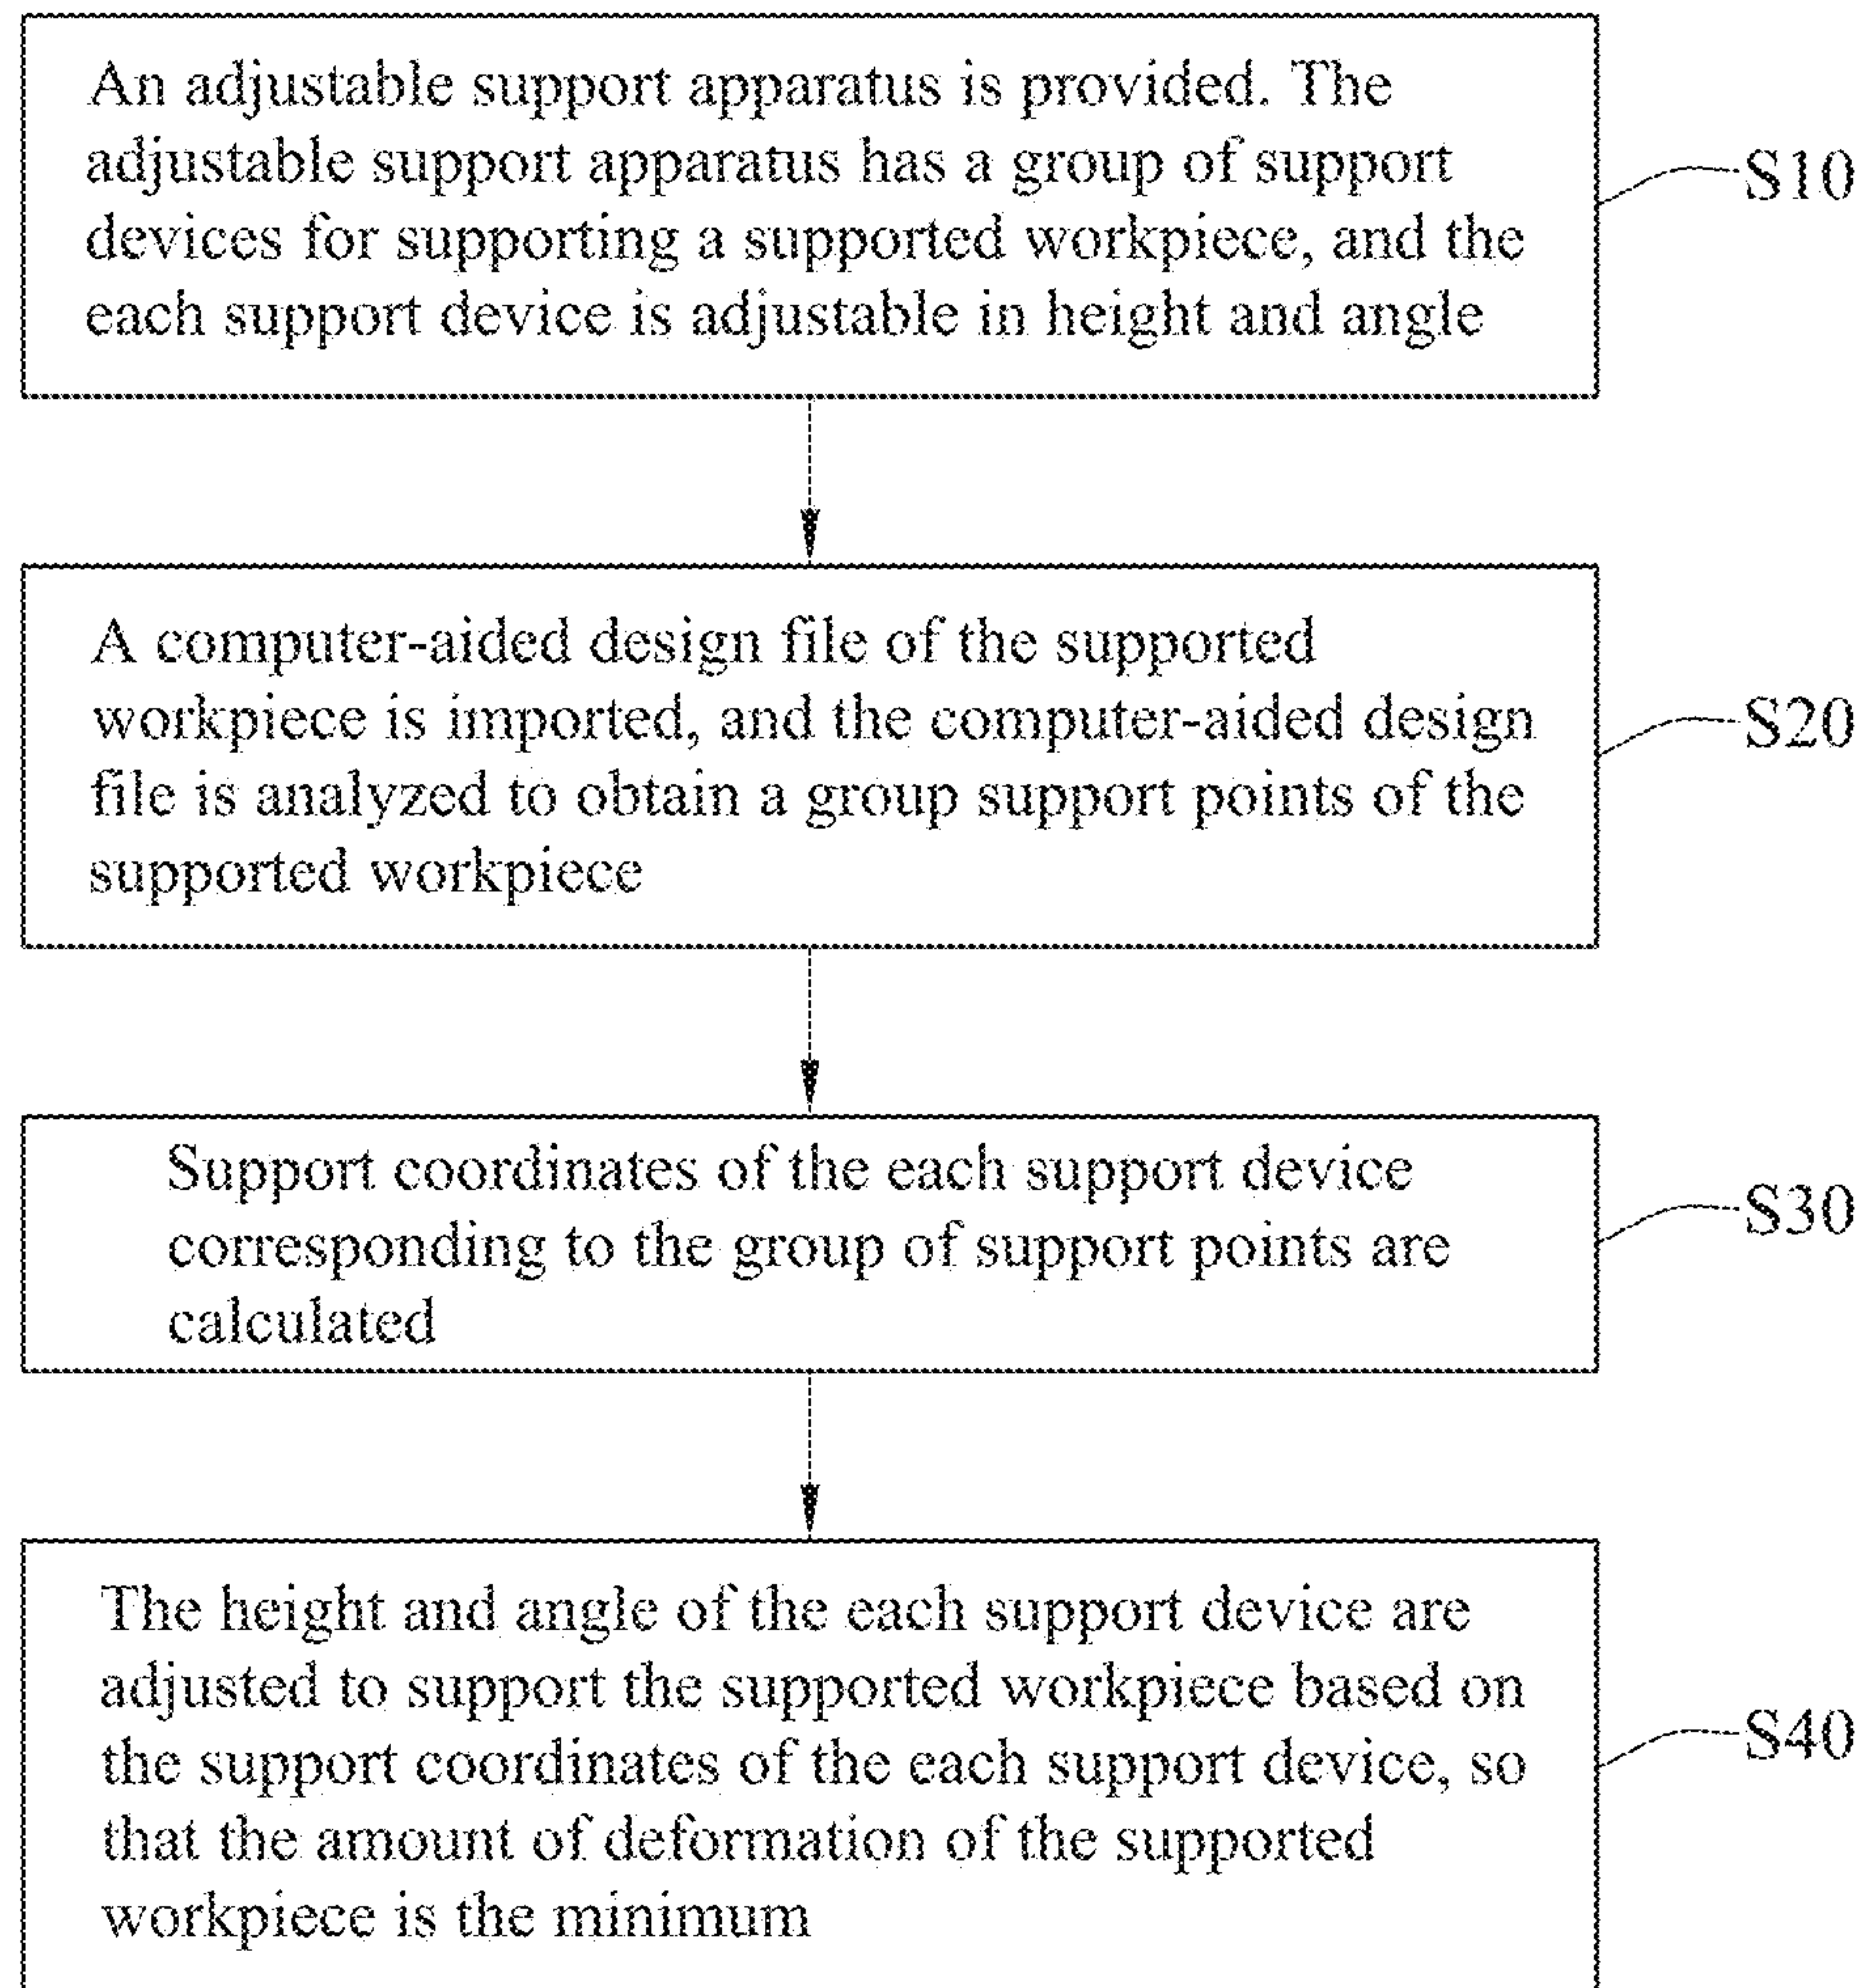 An adjustable support apparatus is provided. The
adjustable support apparatus has a group of support
devices for supporting a supported workpiece, and the
each support device is adjustable in height and angle
S10
A computer-aided design file of the supported
workpiece is imported, and the computer-aided design
file is analyzed to obtain a group support points of the
supported workpiece
S20
Support coordinates of the each support device
corresponding to the group of support points are
calculated
S30
The height and angle of the each support device are
adjusted to support the supported workpiece based on
the support coordinates of the each support device, so
that the amount of deformation of the supported
workpiece is the minimum
S40